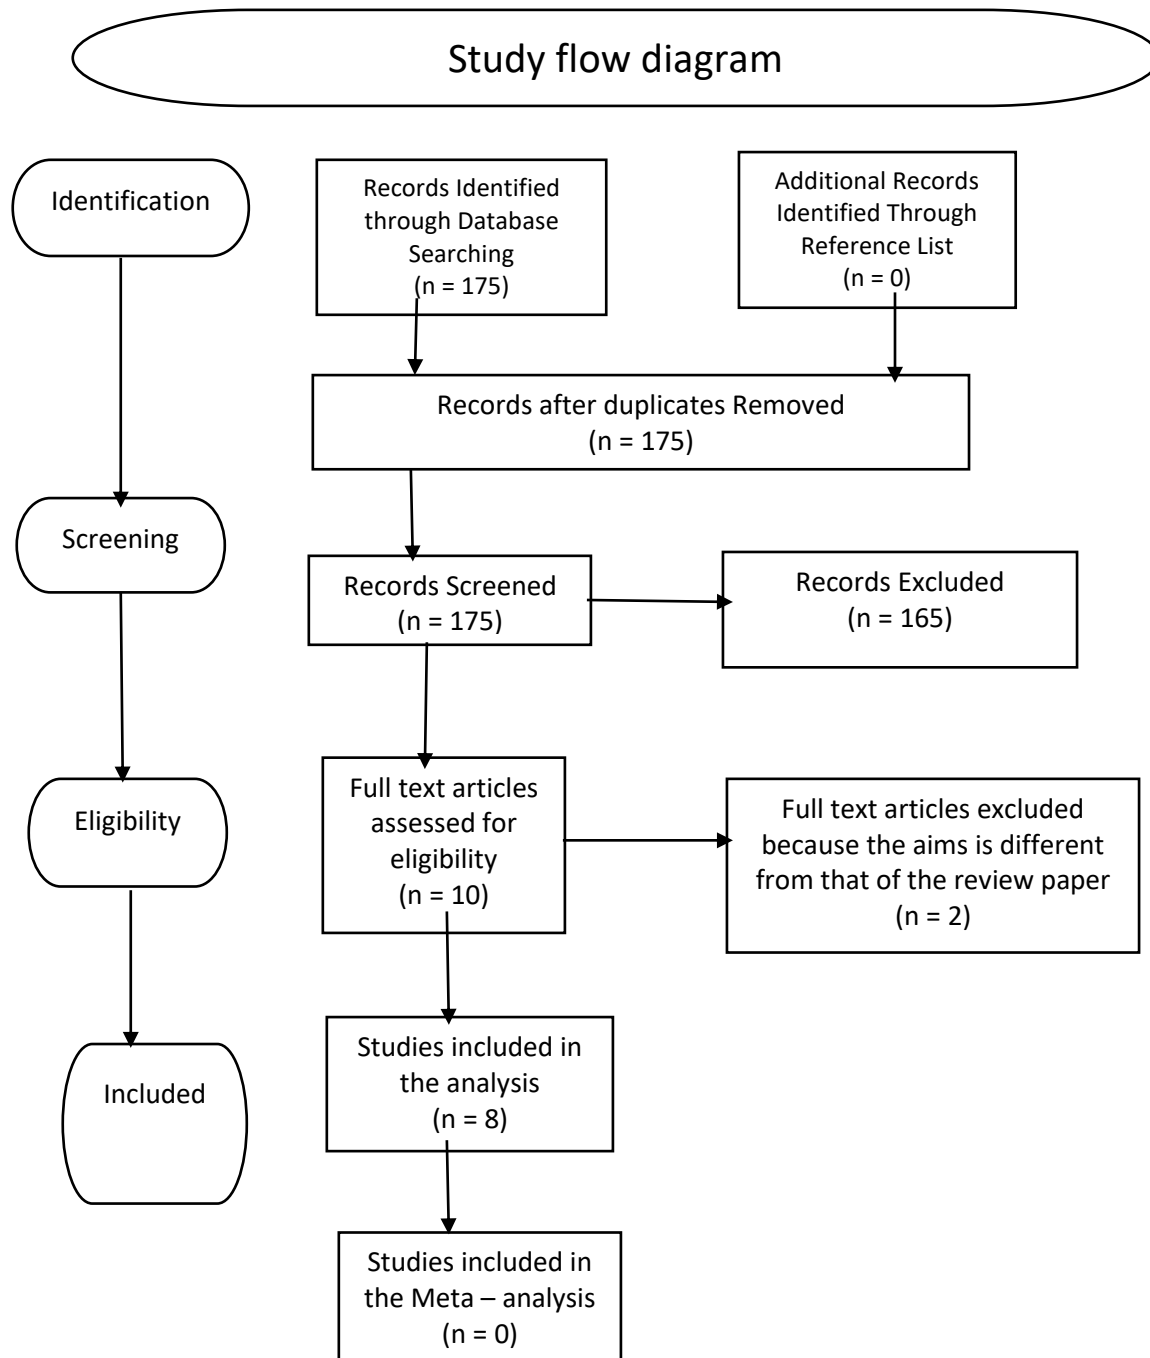 Study flow diagram
Identification
Records Identified
through Database
Searching
(n = 175)
Additional Records
Identified Through
Reference List
(n = 0)
Records after duplicates Removed
(n = 175)
Screening
Records Screened
(n = 175)
Records Excluded
(n = 165)
Eligibility
Full text articles
assessed for
eligibility
(n = 10)
Full text articles excluded
because the aims is different
from that of the review paper
(n = 2)
Included
Studies included in
the analysis
(n = 8)
Studies included in
the Meta – analysis
(n = 0)